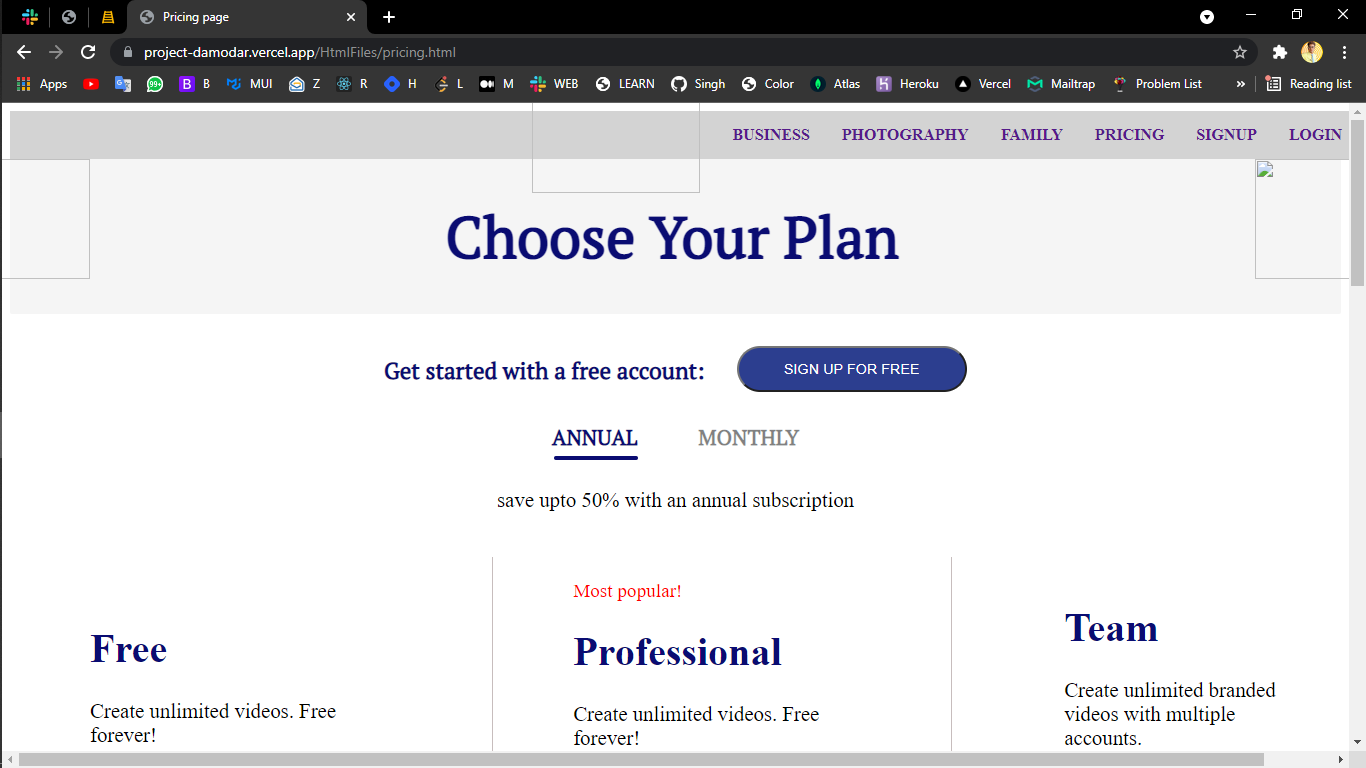 Pricing page
project-damodar.vercel.app/HtmlFiles/pricing.html
Apps B MUI Z R H L M WEB LEARN Singh Color Atlas Heroku Vercel Mailtrap Problem List » Reading list
BUSINESS PHOTOGRAPHY FAMILY PRICING SIGNUP LOGIN
Choose Your Plan
Get started with a free account: SIGN UP FOR FREE
ANNUAL MONTHLY
save upto 50% with an annual subscription
Free
Create unlimited videos. Free
forever!
Most popular!
Professional
Create unlimited videos. Free
forever!
Team
Create unlimited branded
videos with multiple
accounts.